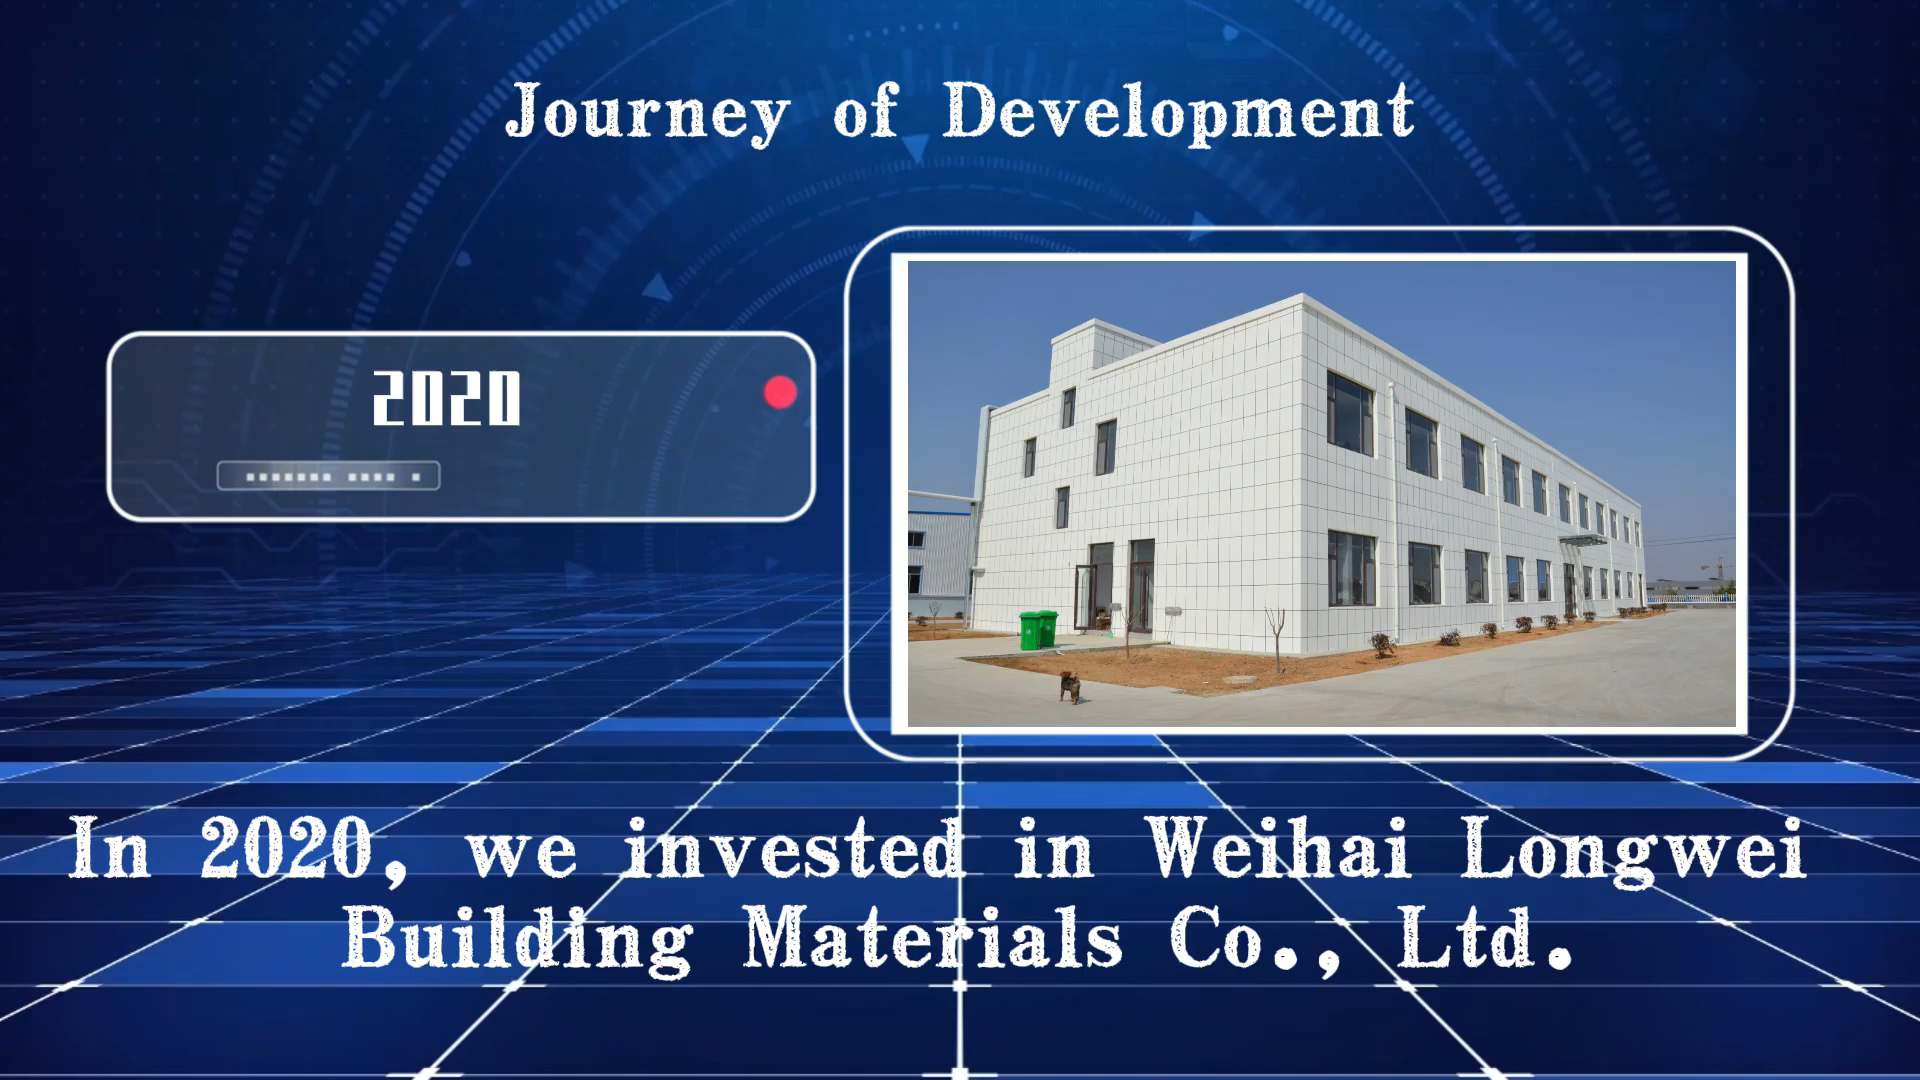 Journey of Development
2020
In 2020, we invested in Weihai Longwei
Building Materials Co., Ltd.